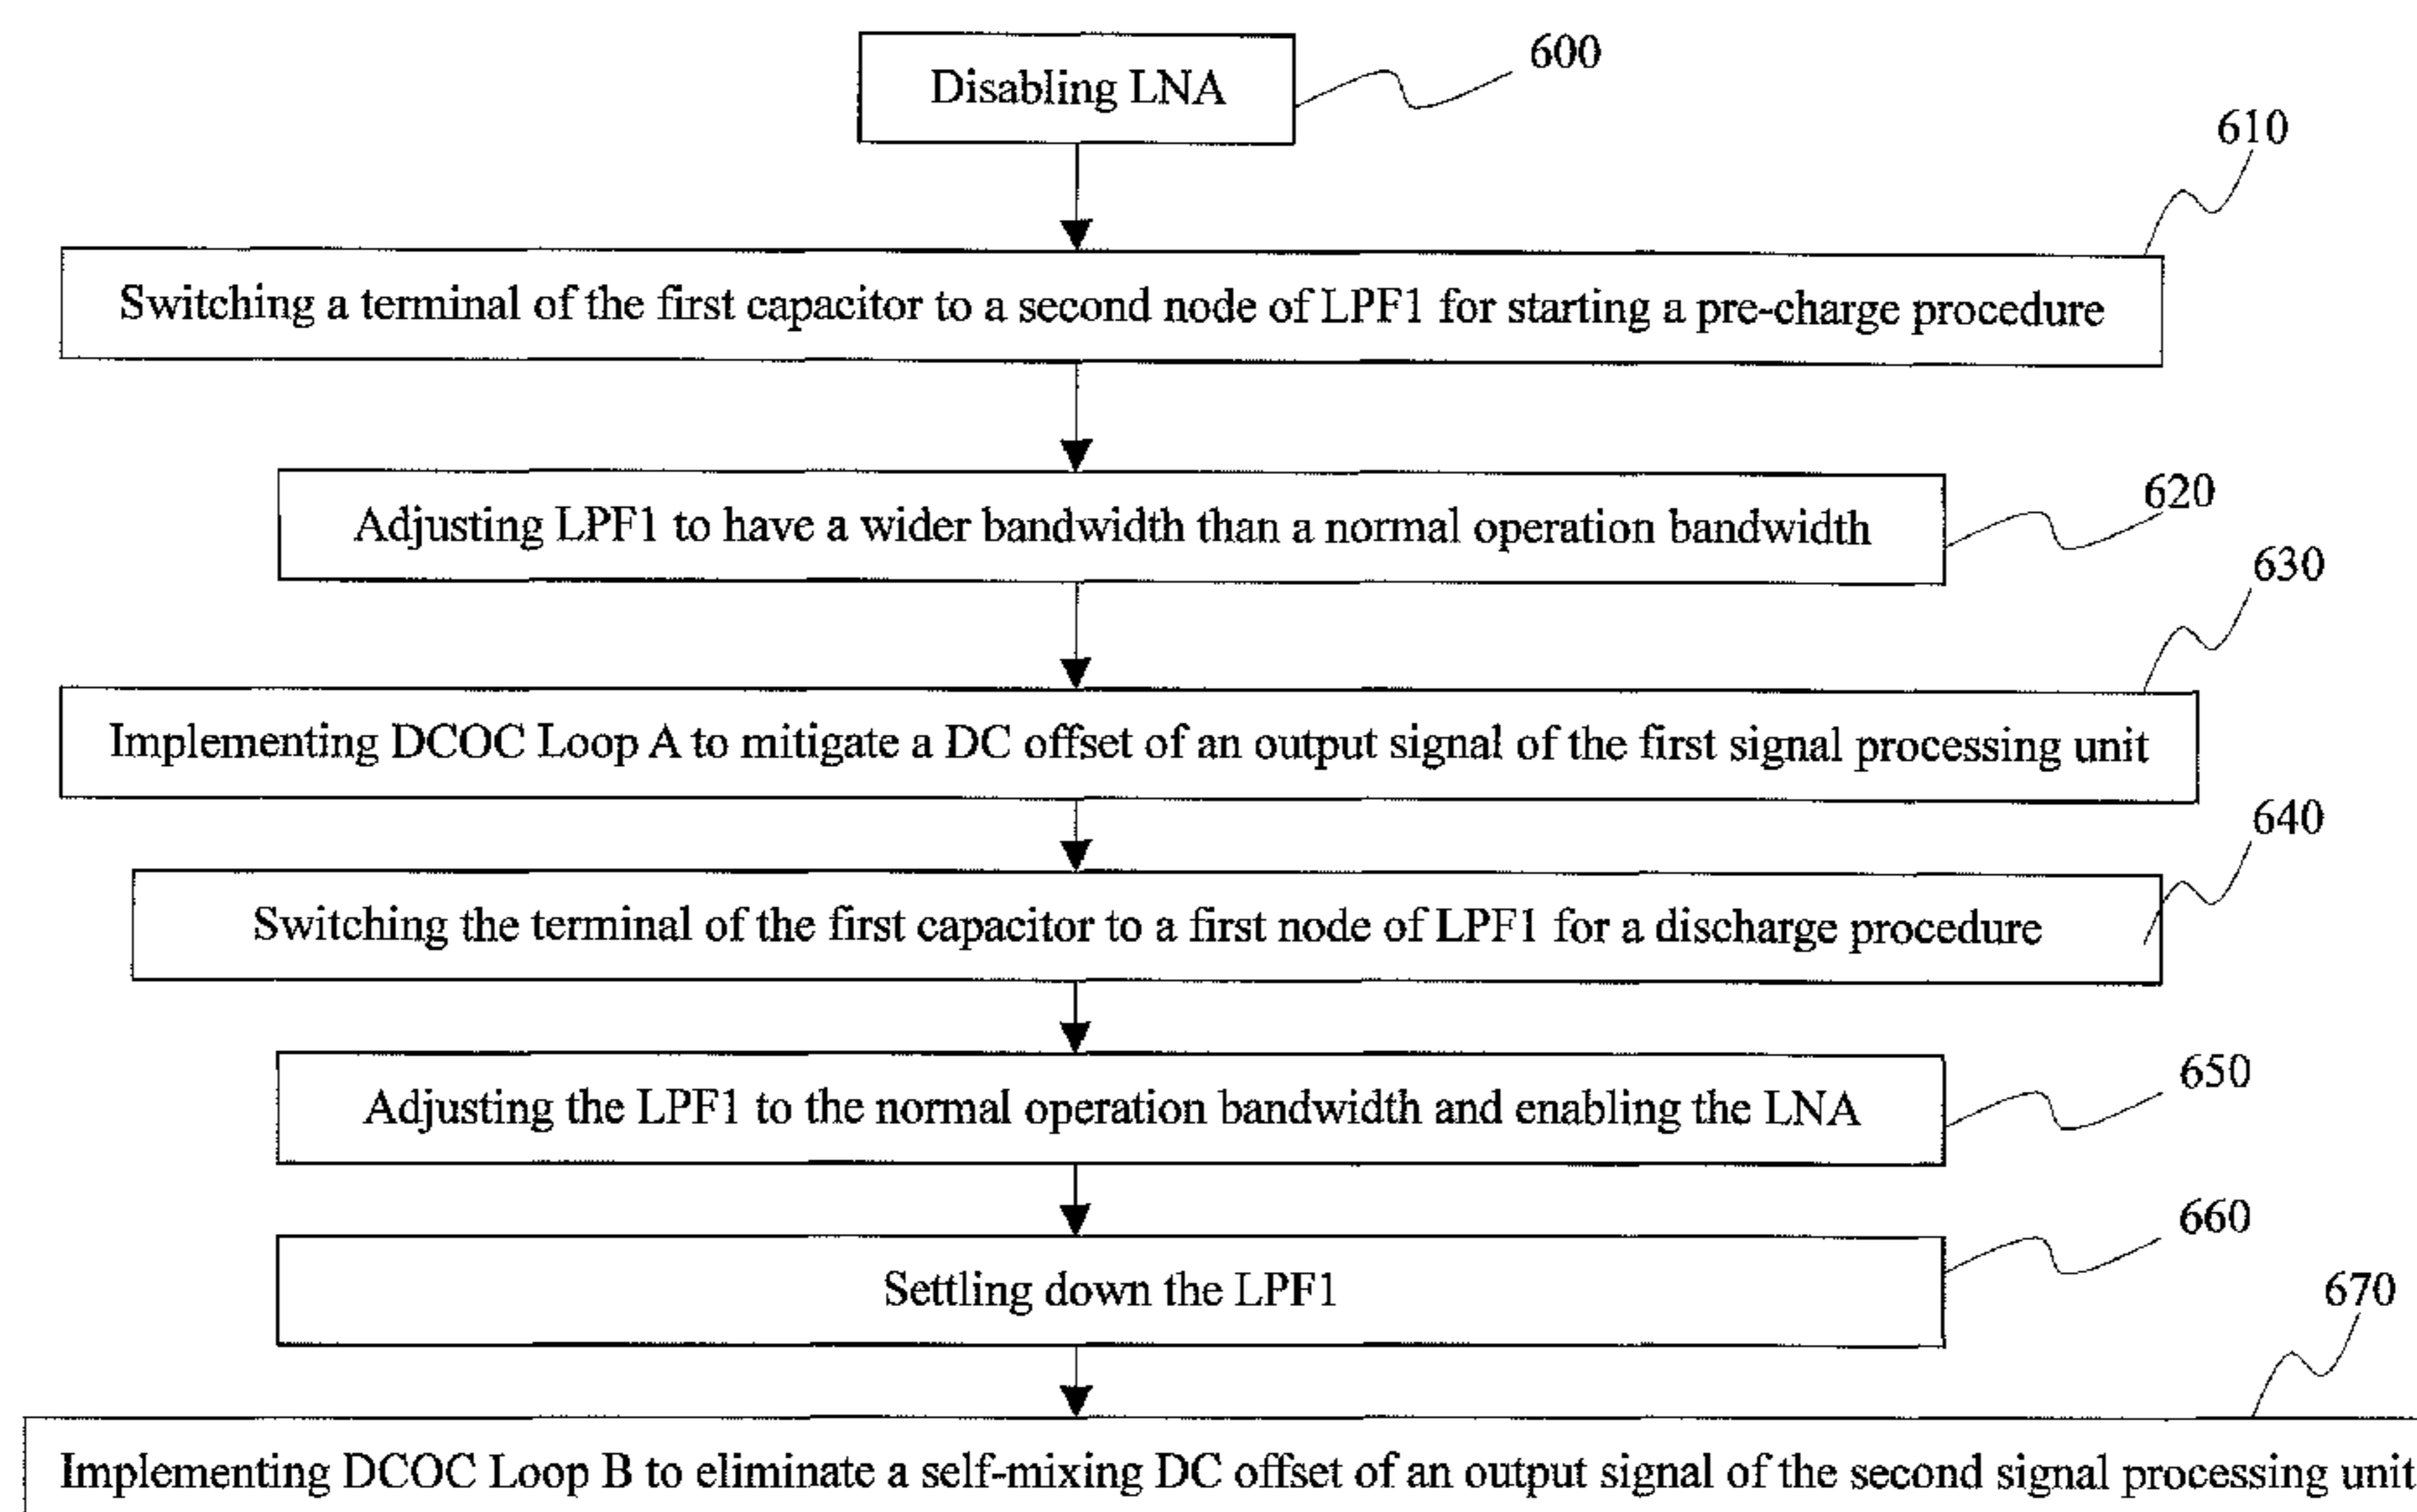 Disabling LNA
600
610
Switching a terminal of the first capacitor to a second node of LPF1 for starting a pre-charge procedure
620
Adjusting LPF1 to have a wider bandwidth than a normal operation bandwidth
630
Implementing DCOC Loop A to mitigate a DC offset of an output signal of the first signal processing unit
640
Switching the terminal of the first capacitor to a first node of LPF1 for a discharge procedure
650
Adjusting the LPF1 to the normal operation bandwidth and enabling the LNA
660
Settling down the LPF1
670
Implementing DCOC Loop B to eliminate a self-mixing DC offset of an output signal of the second signal processing unit